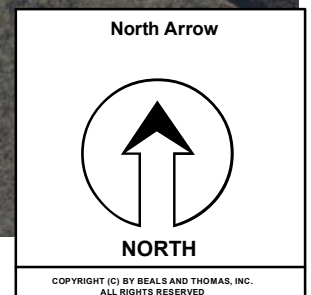 North Arrow
NORTH
COPYRIGHT (C) BY BEALS AND THOMAS, INC.
ALL RIGHTS RESERVED